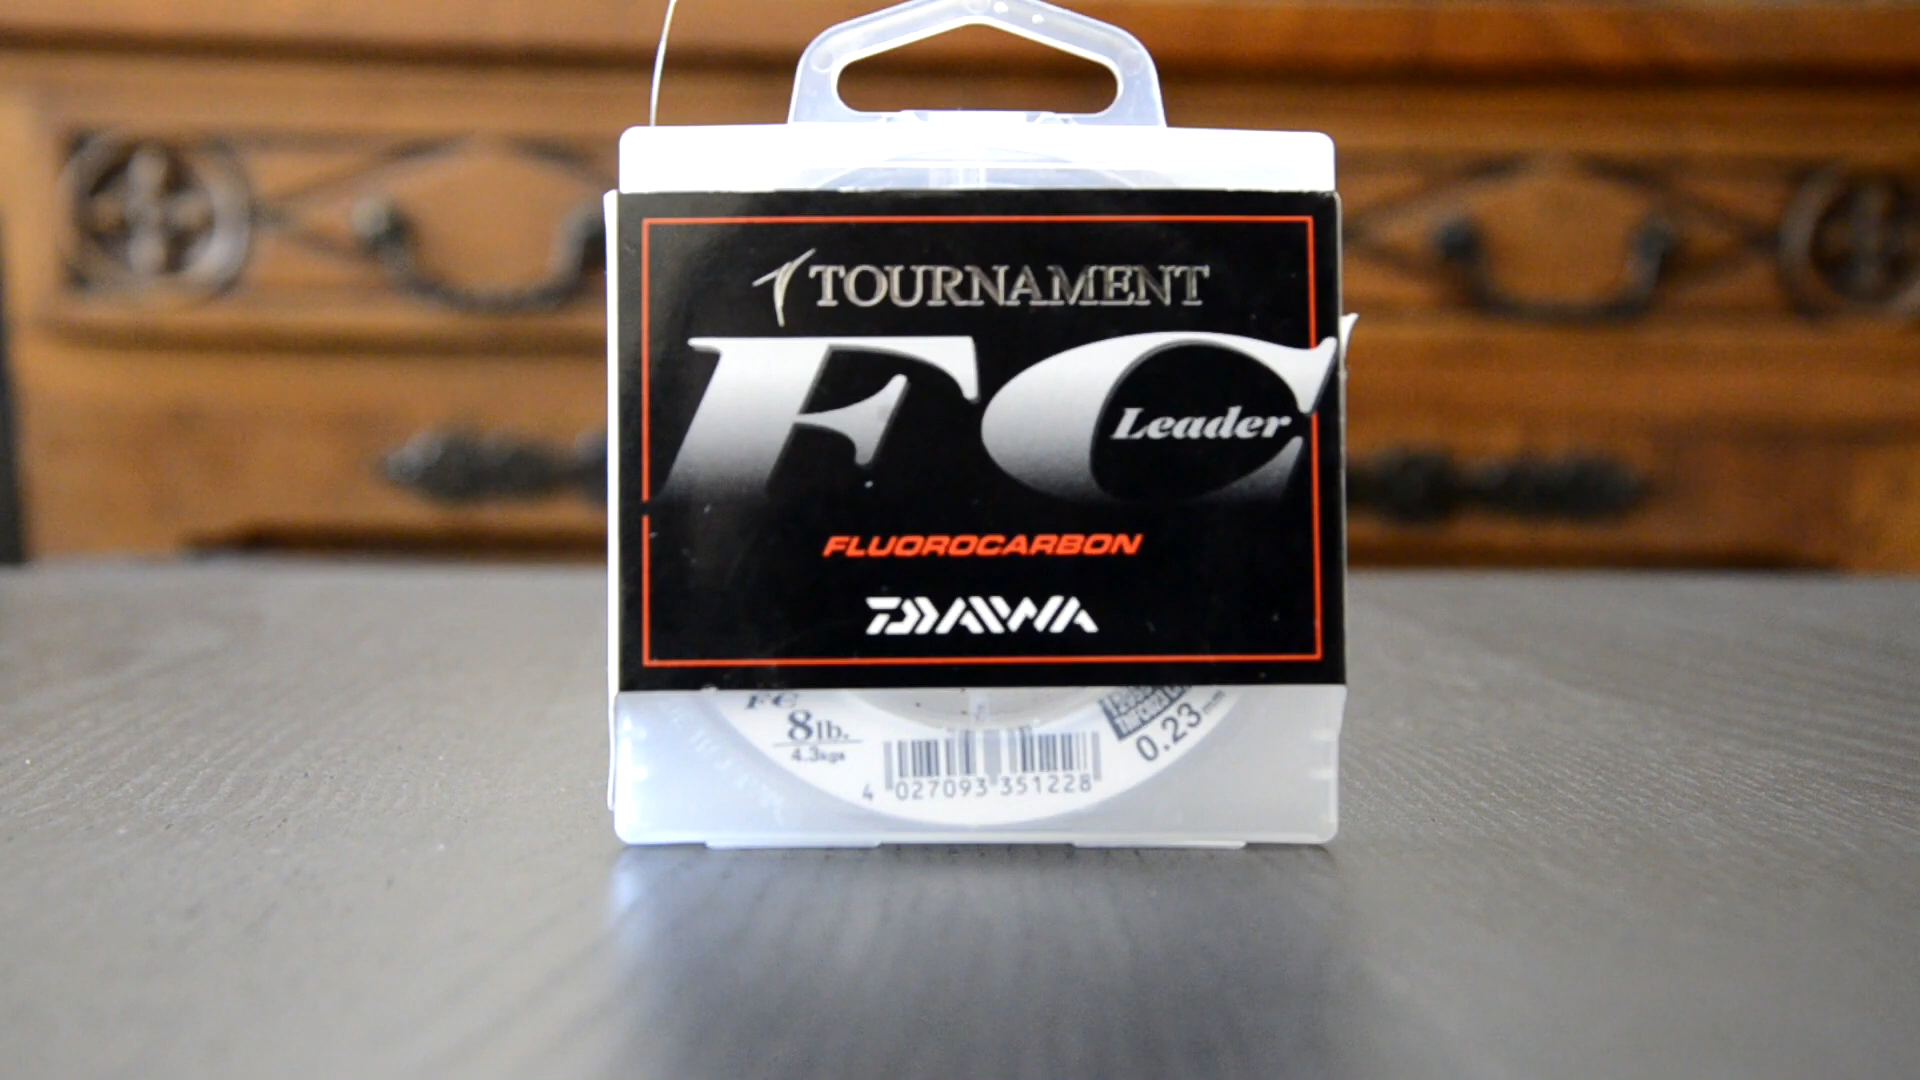 TOURNAMENT
FC
Leader
FLUOROCARBON
DAIWA
FC
8lb.
4.3kgs
0.23mm
4 027093 351228